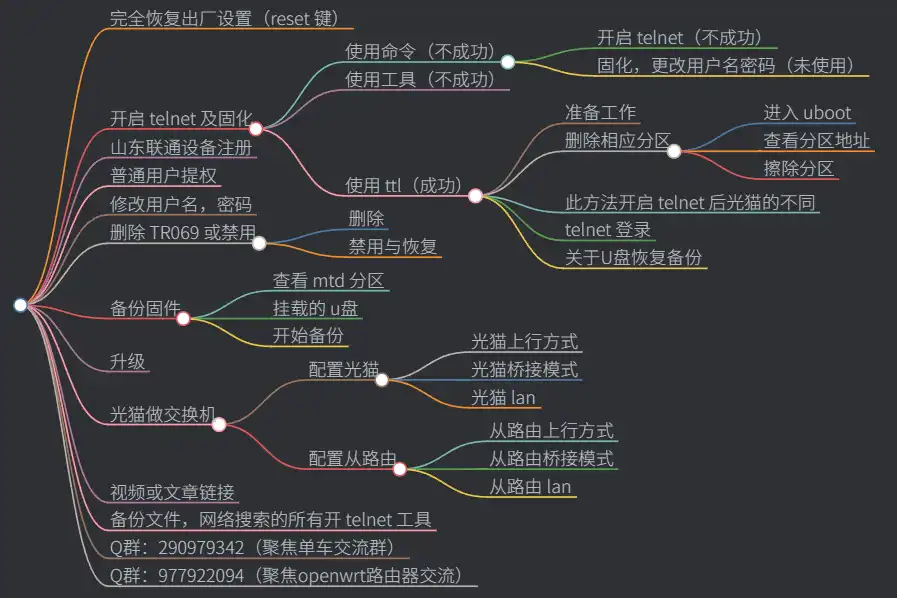 完全恢复出厂设置（reset 键）
开启 telnet 及固化
使用命令（不成功）
开启 telnet（不成功）
固化，更改用户名密码（未使用）
使用工具（不成功）
使用 ttl（成功）
准备工作
删除相应分区
进入 uboot
查看分区地址
擦除分区
此方法开启 telnet 后光猫的不同
telnet 登录
关于U盘恢复备份
山东联通设备注册
普通用户提权
修改用户名，密码
删除 TR069 或禁用
删除
禁用与恢复
备份固件
查看 mtd 分区
挂载的 u盘
开始备份
升级
光猫做交换机
配置光猫
光猫上行方式
光猫桥接模式
光猫 lan
配置从路由
从路由上行方式
从路由桥接模式
从路由 lan
视频或文章链接
备份文件，网络搜索的所有开 telnet 工具
Q群：290979342（聚焦单车交流群）
Q群：977922094（聚焦openwrt路由器交流）